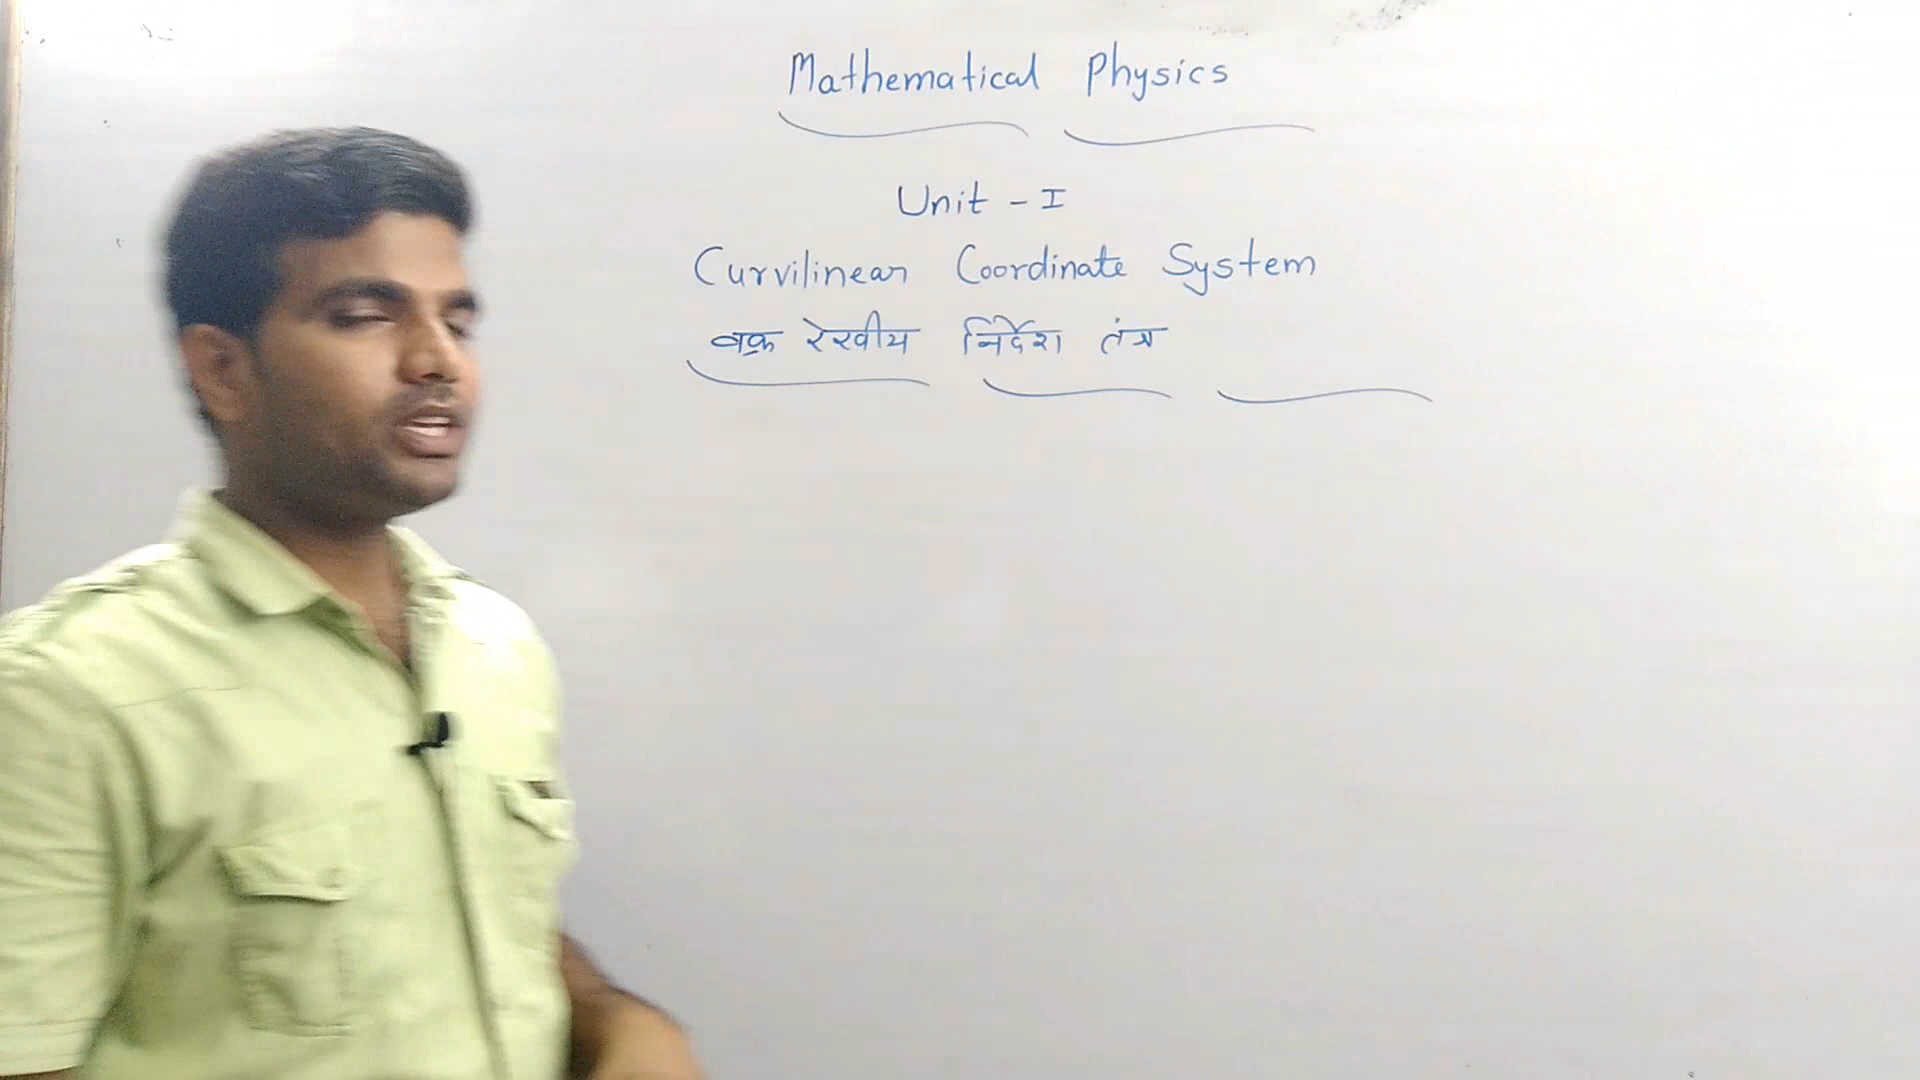 Mathematical Physics
Unit - I
Curvilinear Coordinate System
वक्र रेखीय निर्देश तंत्र